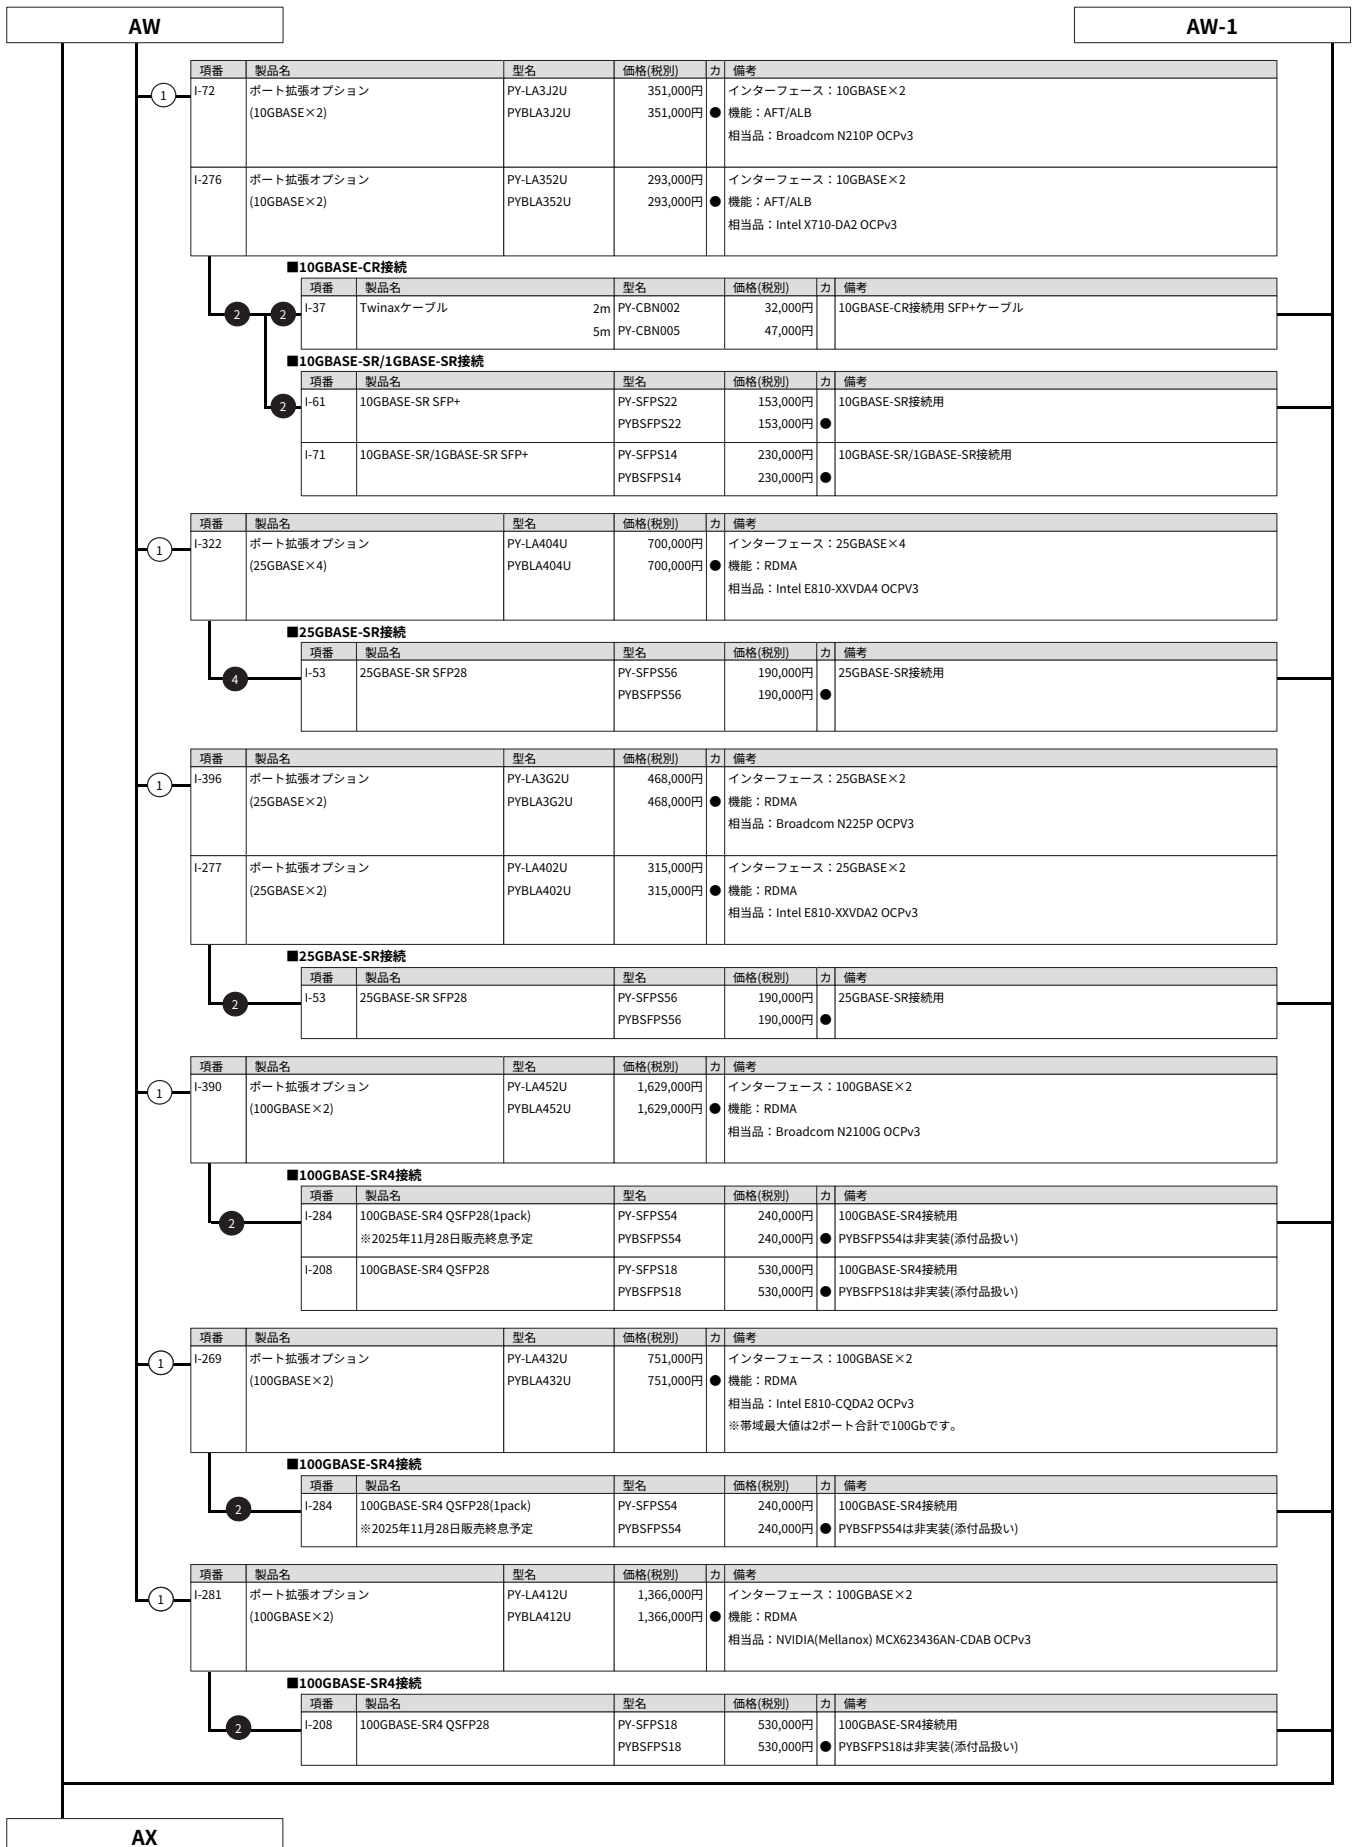 AW
AW-1
項番 製品名 型名 価格(税別) カ 備考
① I-72 ポート拡張オプション PY-LA3J2U 351,000円 インターフェース：10GBASE×2
(10GBASE×2) PYBLA3J2U 351,000円 ● 機能：AFT/ALB
相当品：Broadcom N210P OCPv3
I-276 ポート拡張オプション PY-LA352U 293,000円 インターフェース：10GBASE×2
(10GBASE×2) PYBLA352U 293,000円 ● 機能：AFT/ALB
相当品：Intel X710-DA2 OCPv3
■10GBASE-CR接続
項番 製品名 型名 価格(税別) カ 備考
2 2 I-37 Twinaxケーブル 2m PY-CBN002 32,000円 10GBASE-CR接続用 SFP+ケーブル
5m PY-CBN005 47,000円
■10GBASE-SR/1GBASE-SR接続
項番 製品名 型名 価格(税別) カ 備考
2 I-61 10GBASE-SR SFP+ PY-SFPS22 153,000円 10GBASE-SR接続用
PYBSFPS22 153,000円 ●
I-71 10GBASE-SR/1GBASE-SR SFP+ PY-SFPS14 230,000円 10GBASE-SR/1GBASE-SR接続用
PYBSFPS14 230,000円 ●
項番 製品名 型名 価格(税別) カ 備考
① I-322 ポート拡張オプション PY-LA404U 700,000円 インターフェース：25GBASE×4
(25GBASE×4) PYBLA404U 700,000円 ● 機能：RDMA
相当品：Intel E810-XXVDA4 OCPV3
■25GBASE-SR接続
項番 製品名 型名 価格(税別) カ 備考
4 I-53 25GBASE-SR SFP28 PY-SFPS56 190,000円 25GBASE-SR接続用
PYBSFPS56 190,000円 ●
項番 製品名 型名 価格(税別) カ 備考
① I-396 ポート拡張オプション PY-LA3G2U 468,000円 インターフェース：25GBASE×2
(25GBASE×2) PYBLA3G2U 468,000円 ● 機能：RDMA
相当品：Broadcom N225P OCPV3
I-277 ポート拡張オプション PY-LA402U 315,000円 インターフェース：25GBASE×2
(25GBASE×2) PYBLA402U 315,000円 ● 機能：RDMA
相当品：Intel E810-XXVDA2 OCPv3
■25GBASE-SR接続
項番 製品名 型名 価格(税別) カ 備考
2 I-53 25GBASE-SR SFP28 PY-SFPS56 190,000円 25GBASE-SR接続用
PYBSFPS56 190,000円 ●
項番 製品名 型名 価格(税別) カ 備考
① I-390 ポート拡張オプション PY-LA452U 1,629,000円 インターフェース：100GBASE×2
(100GBASE×2) PYBLA452U 1,629,000円 ● 機能：RDMA
相当品：Broadcom N2100G OCPv3
■100GBASE-SR4接続
項番 製品名 型名 価格(税別) カ 備考
2 I-284 100GBASE-SR4 QSFP28(1pack) PY-SFPS54 240,000円 100GBASE-SR4接続用
※2025年11月28日販売終息予定 PYBSFPS54 240,000円 ● PYBSFPS54は非実装(添付品扱い)
I-208 100GBASE-SR4 QSFP28 PY-SFPS18 530,000円 100GBASE-SR4接続用
PYBSFPS18 530,000円 ● PYBSFPS18は非実装(添付品扱い)
項番 製品名 型名 価格(税別) カ 備考
① I-269 ポート拡張オプション PY-LA432U 751,000円 インターフェース：100GBASE×2
(100GBASE×2) PYBLA432U 751,000円 ● 機能：RDMA
相当品：Intel E810-CQDA2 OCPv3
※帯域最大値は2ポート合計で100Gbです。
■100GBASE-SR4接続
項番 製品名 型名 価格(税別) カ 備考
2 I-284 100GBASE-SR4 QSFP28(1pack) PY-SFPS54 240,000円 100GBASE-SR4接続用
※2025年11月28日販売終息予定 PYBSFPS54 240,000円 ● PYBSFPS54は非実装(添付品扱い)
項番 製品名 型名 価格(税別) カ 備考
① I-281 ポート拡張オプション PY-LA412U 1,366,000円 インターフェース：100GBASE×2
(100GBASE×2) PYBLA412U 1,366,000円 ● 機能：RDMA
相当品：NVIDIA(Mellanox) MCX623436AN-CDAB OCPv3
■100GBASE-SR4接続
項番 製品名 型名 価格(税別) カ 備考
2 I-208 100GBASE-SR4 QSFP28 PY-SFPS18 530,000円 100GBASE-SR4接続用
PYBSFPS18 530,000円 ● PYBSFPS18は非実装(添付品扱い)
AX